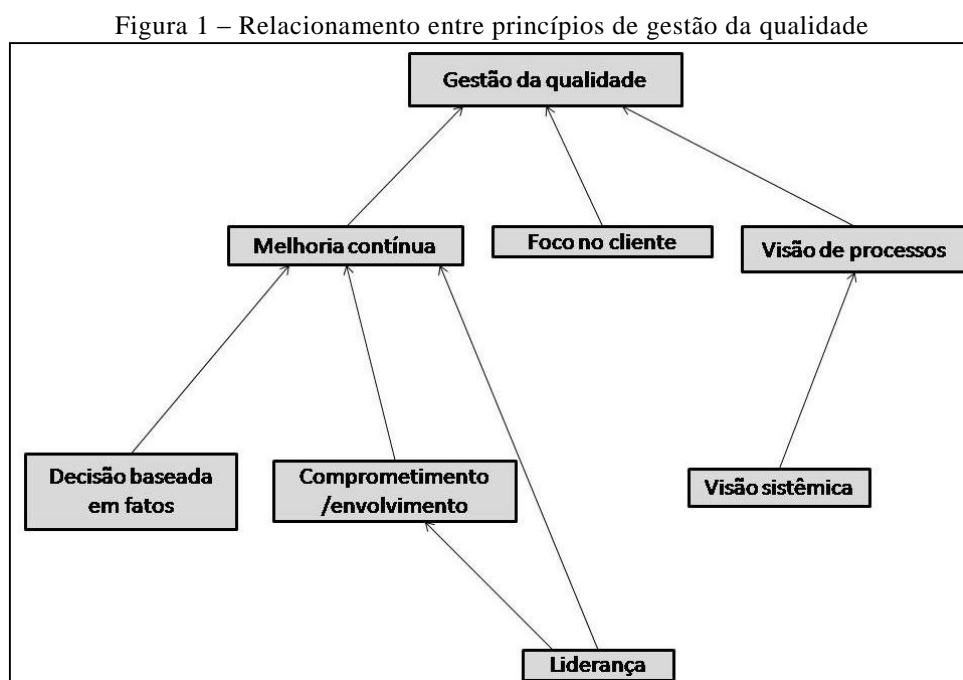 Figura 1 – Relacionamento entre princípios de gestão da qualidade
Gestão da qualidade
Melhoria contínua
Foco no cliente
Visão de processos
Decisão baseada
em fatos
Comprometimento
/envolvimento
Visão sistêmica
Liderança